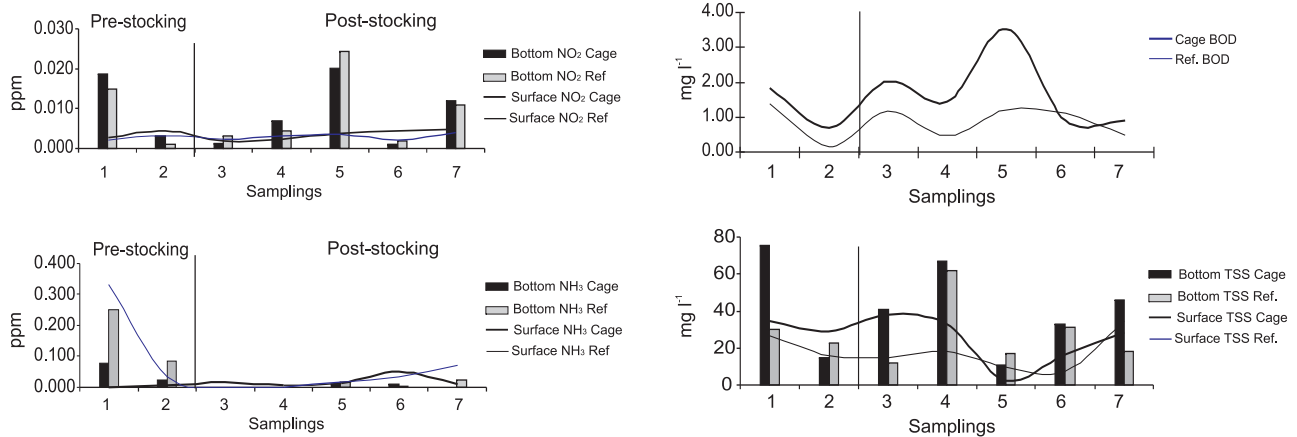 Pre-stocking
Post-stocking
0.030
0.020
0.010
0.000
ppm
1 2 3 4 5 6 7
Samplings
Bottom NO₂ Cage
Bottom NO₂ Ref
Surface NO₂ Cage
Surface NO₂ Ref
4.00
3.00
2.00
1.00
0.00
mg l⁻¹
1 2 3 4 5 6 7
Samplings
Cage BOD
Ref. BOD
Pre-stocking
Post-stocking
0.400
0.300
0.200
0.100
0.000
ppm
1 2 3 4 5 6 7
Samplings
Bottom NH₃ Cage
Bottom NH₃ Ref
Surface NH₃ Cage
Surface NH₃ Ref
80
60
40
20
0
mg l⁻¹
1 2 3 4 5 6 7
Samplings
Bottom TSS Cage
Bottom TSS Ref.
Surface TSS Cage
Surface TSS Ref.